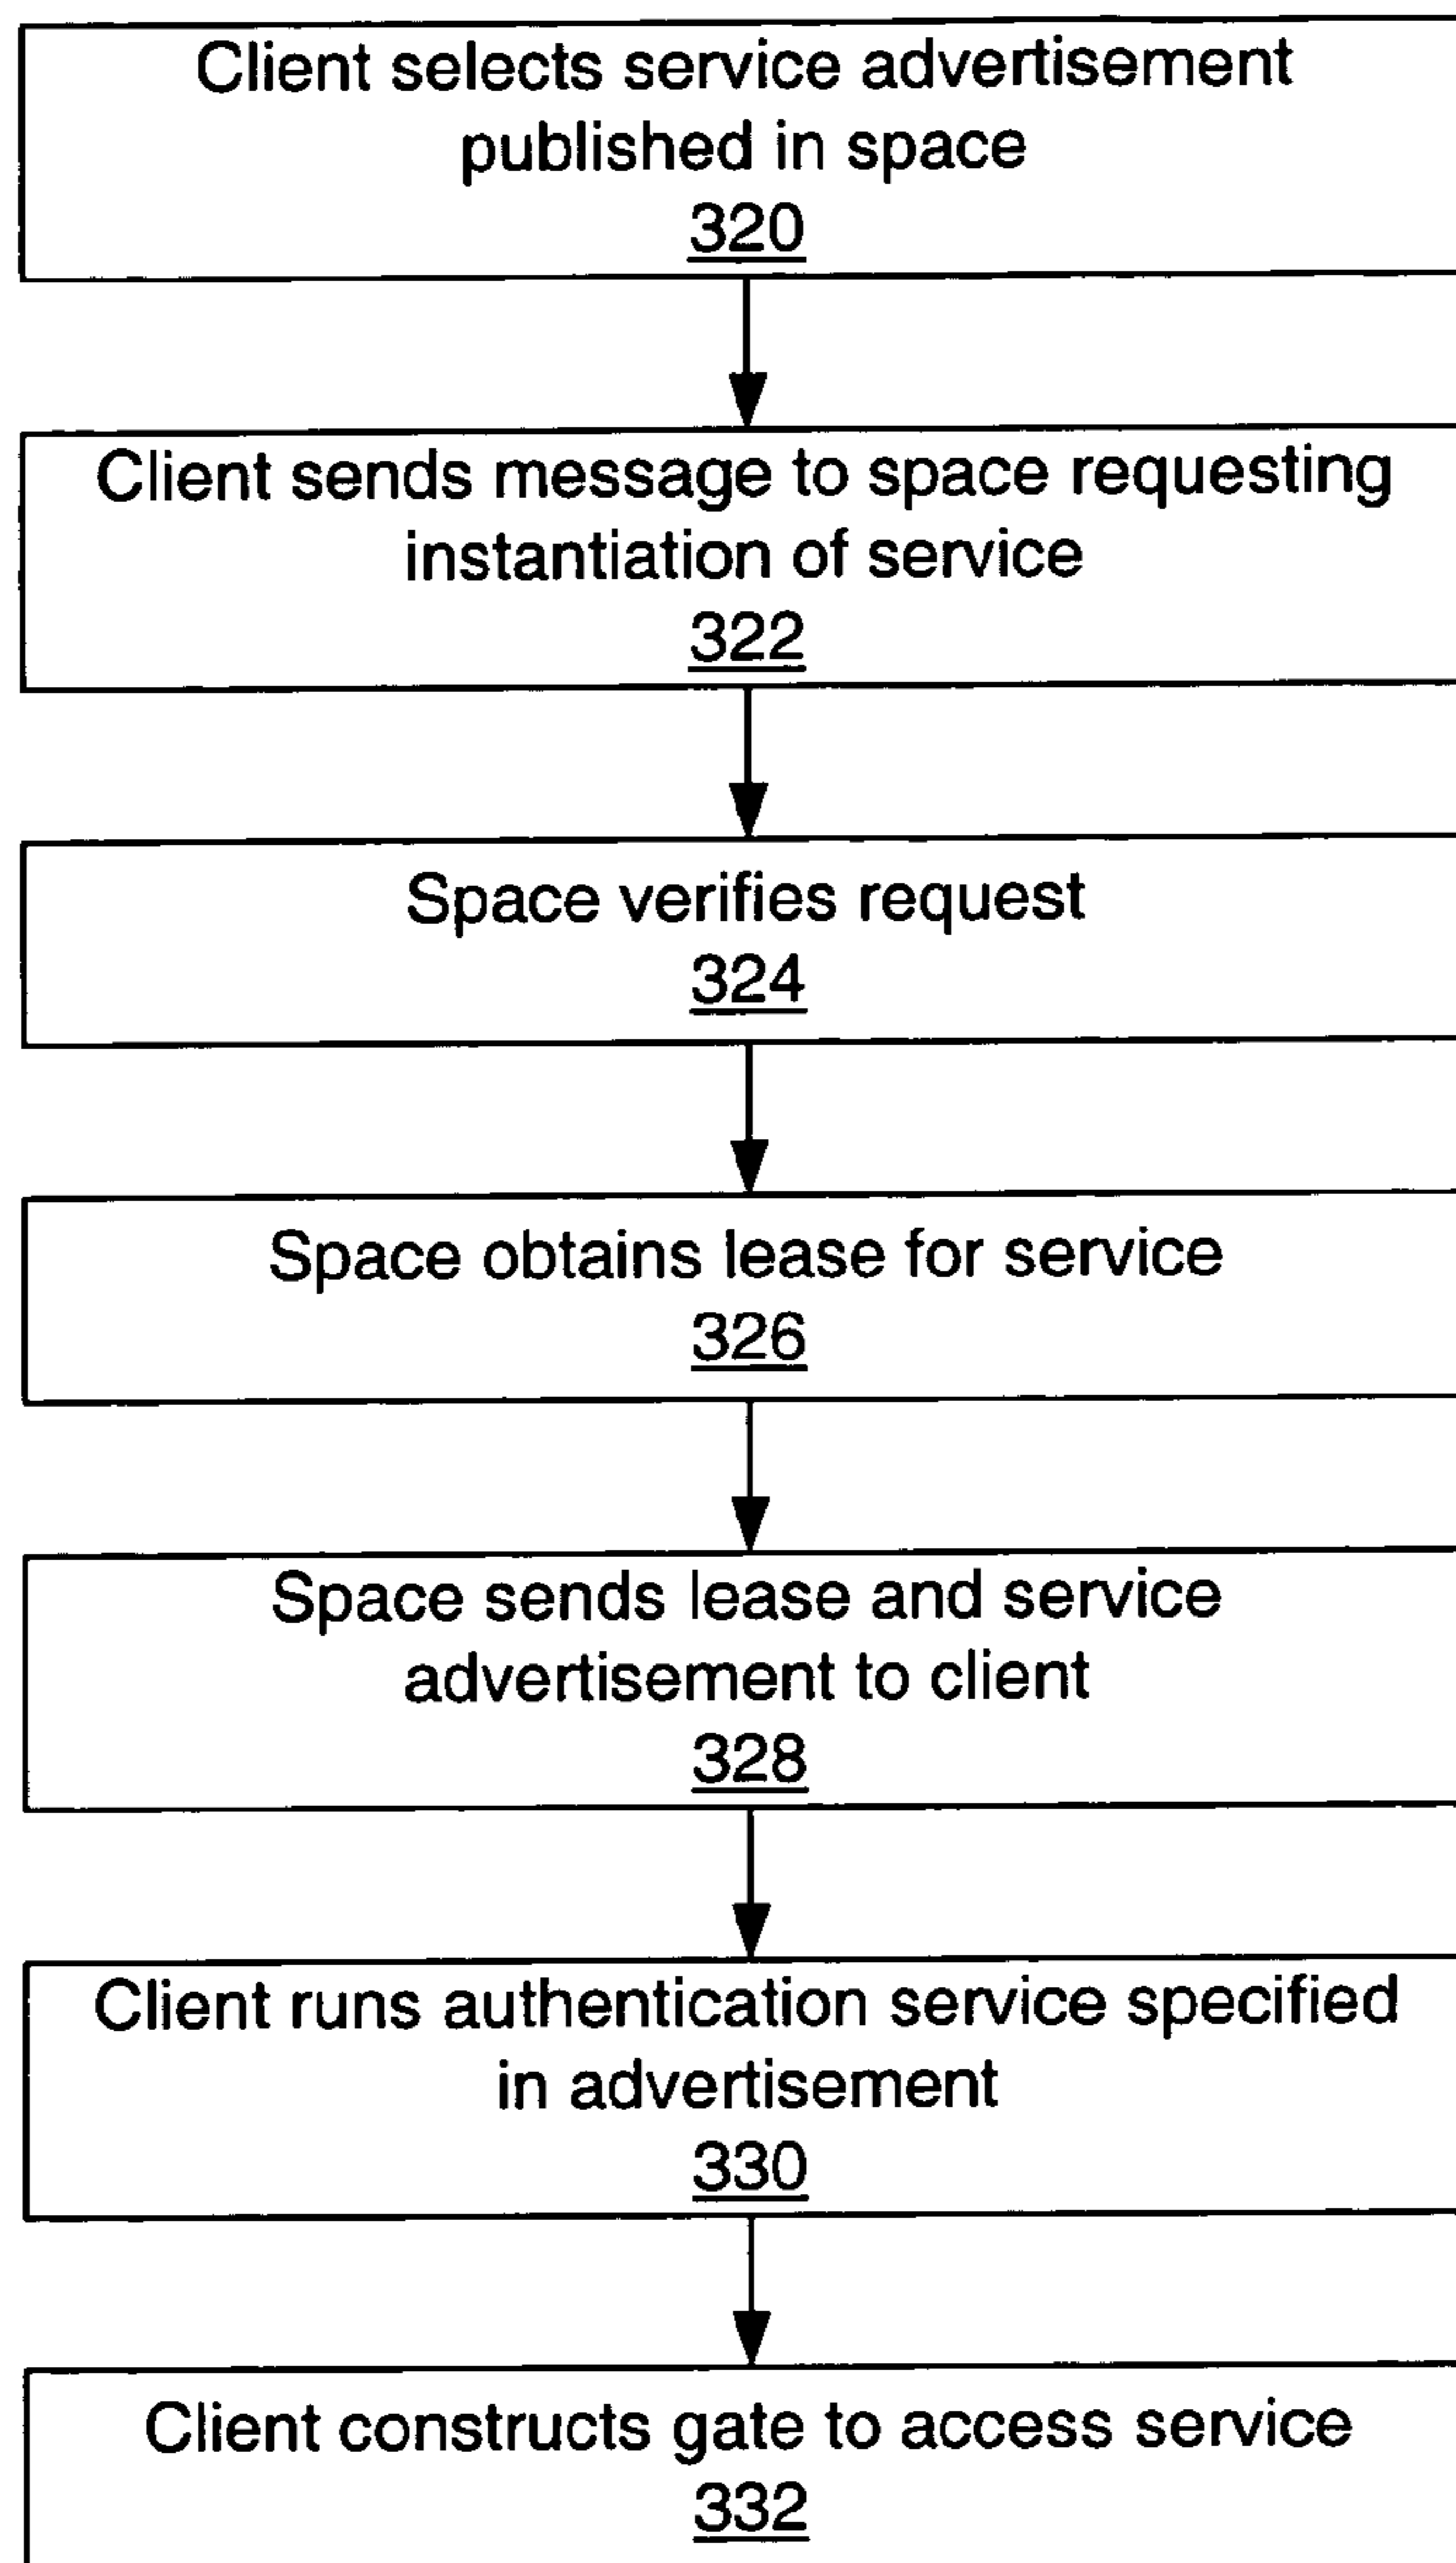 Client selects service advertisement
published in space
320
Client sends message to space requesting
instantiation of service
322
Space verifies request
324
Space obtains lease for service
326
Space sends lease and service
advertisement to client
328
Client runs authentication service specified
in advertisement
330
Client constructs gate to access service
332